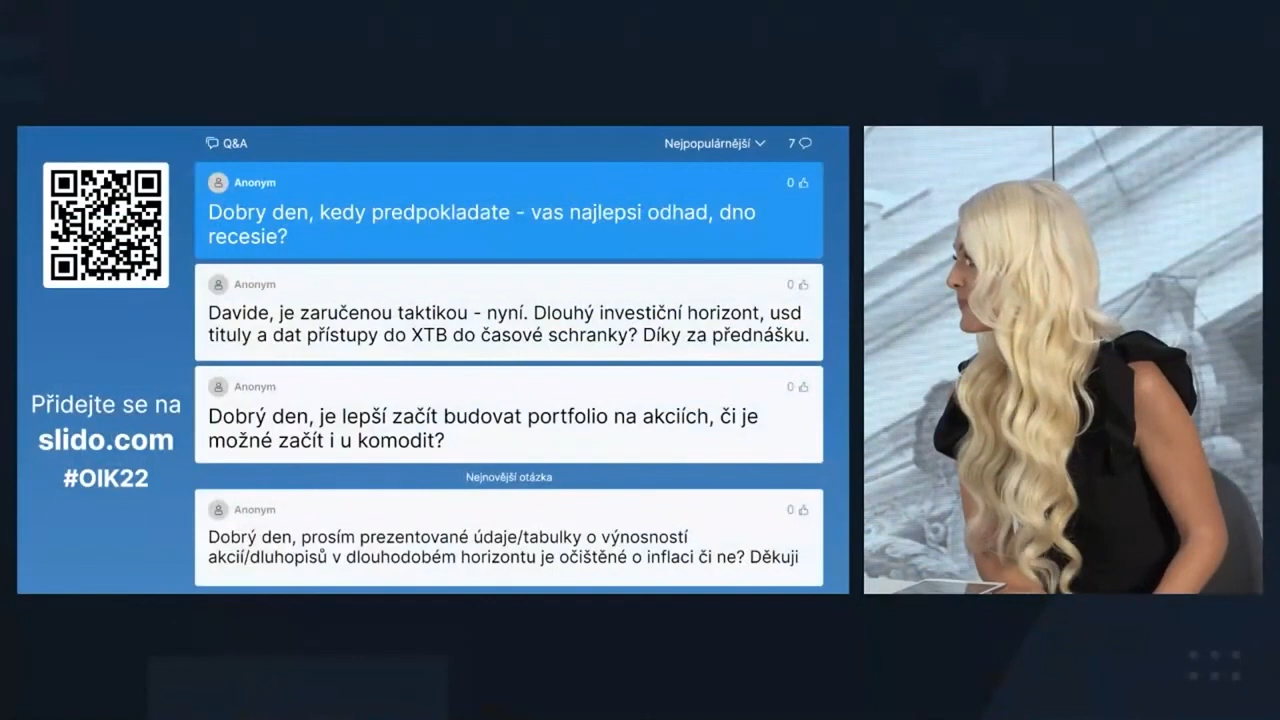 Q&A
Nejpopulárnější
7
Anonym
0
Dobry den, kedy predpokladate - vas najlepsi odhad, dno
recesie?
Anonym
0
Davide, je zaručenou taktikou - nyní. Dlouhý investiční horizont, usd
tituly a dat přístupy do XTB do časové schranky? Díky za přednášku.
Anonym
0
Dobrý den, je lepší začít budovat portfolio na akciích, či je
možné začít i u komodit?
Nejnovější otázka
Anonym
0
Dobrý den, prosím prezentované údaje/tabulky o výnosností
akcií/dluhopisů v dlouhodobém horizontu je očištěné o inflaci či ne? Děkuji
Přidejte se na
slido.com
#OIK22